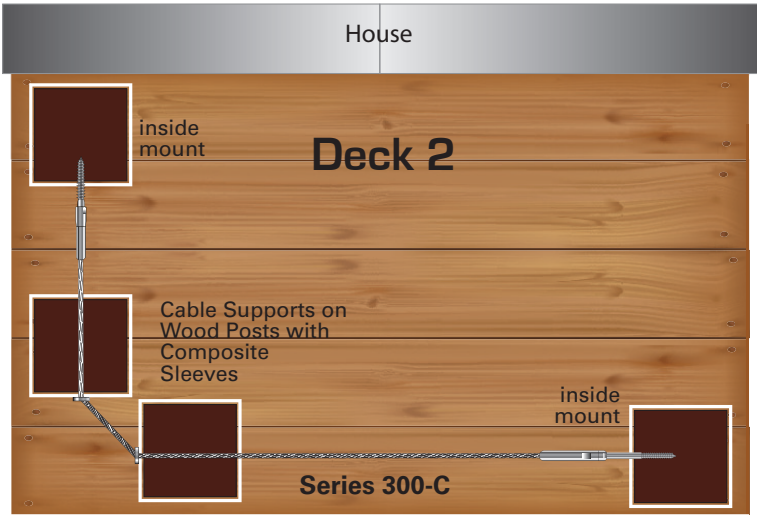 House
inside
mount
Deck 2
Cable Supports on
Wood Posts with
Composite
Sleeves
inside
mount
Series 300-C